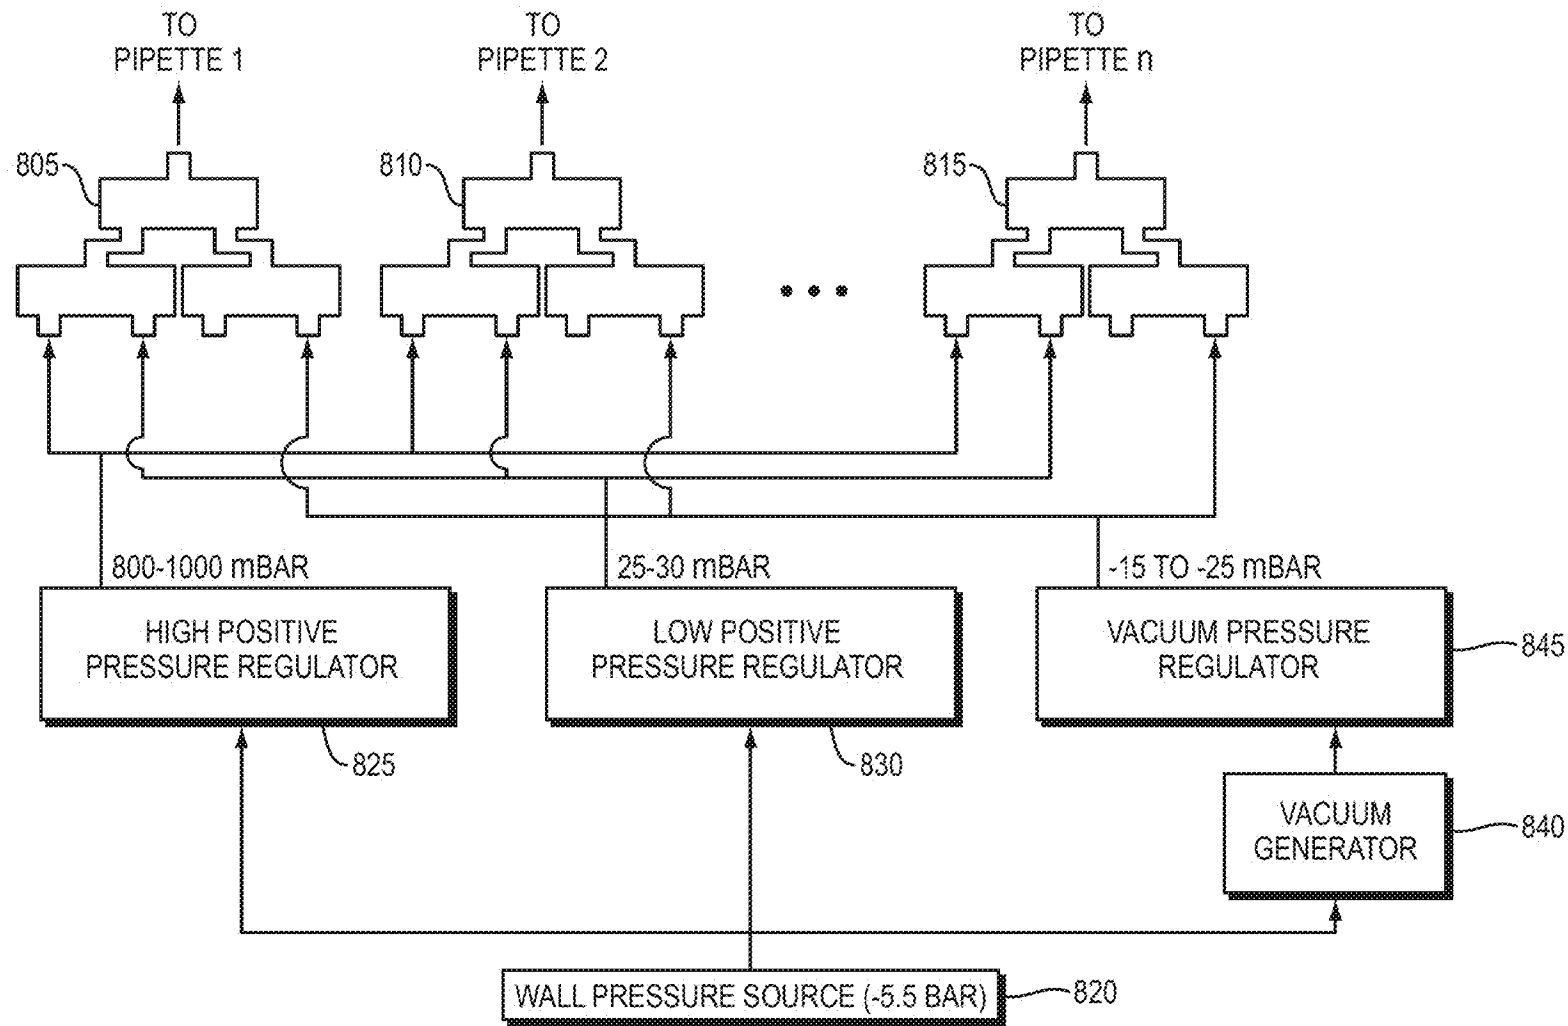 TO
PIPETTE 1
TO
PIPETTE 2
TO
PIPETTE n
805
810
815
800-1000 mBAR
25-30 mBAR
-15 TO -25 mBAR
HIGH POSITIVE
PRESSURE REGULATOR
LOW POSITIVE
PRESSURE REGULATOR
VACUUM PRESSURE
REGULATOR
845
825
830
VACUUM
GENERATOR
840
WALL PRESSURE SOURCE (-5.5 BAR)
820